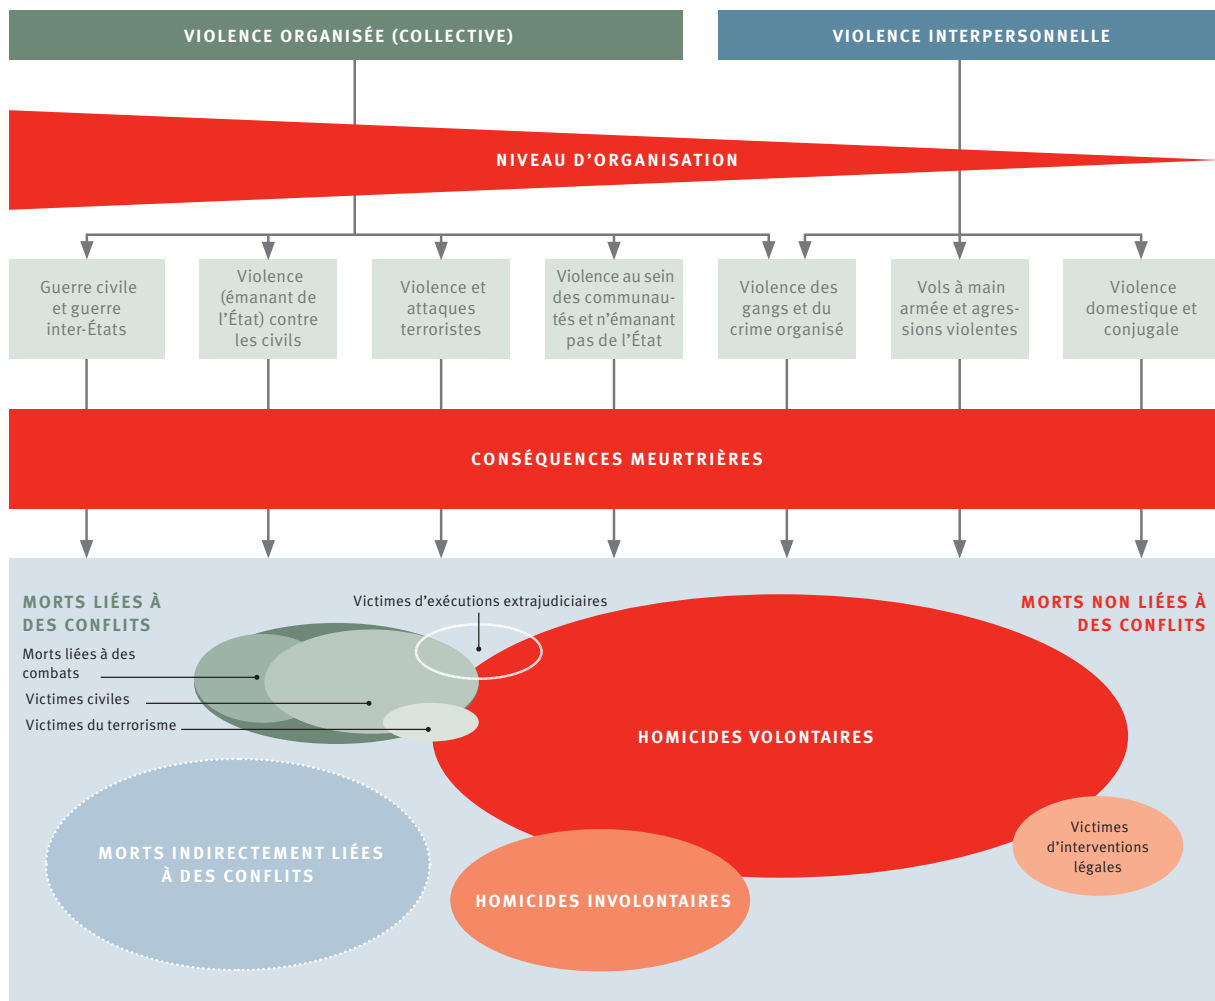 VIOLENCE ORGANISÉE (COLLECTIVE)
VIOLENCE INTERPERSONNELLE
NIVEAU D'ORGANISATION
Guerre civile
et guerre
inter-États
Violence
(émanant de
l'État) contre
les civils
Violence et
attaques
terroristes
Violence au sein
des communau-
tés et n'émanant
pas de l'État
Violence des
gangs et du
crime organisé
Vols à main
armée et agres-
sions violentes
Violence
domestique et
conjugale
CONSÉQUENCES MEURTRIÈRES
MORTS LIÉES À
DES CONFLITS
Victimes d'exécutions extrajudiciaires
MORTS NON LIÉES À
DES CONFLITS
Morts liées à des
combats
Victimes civiles
Victimes du terrorisme
HOMICIDES VOLONTAIRES
MORTS INDIRECTEMENT LIÉES
À DES CONFLITS
HOMICIDES INVOLONTAIRES
Victimes
d'interventions
légales